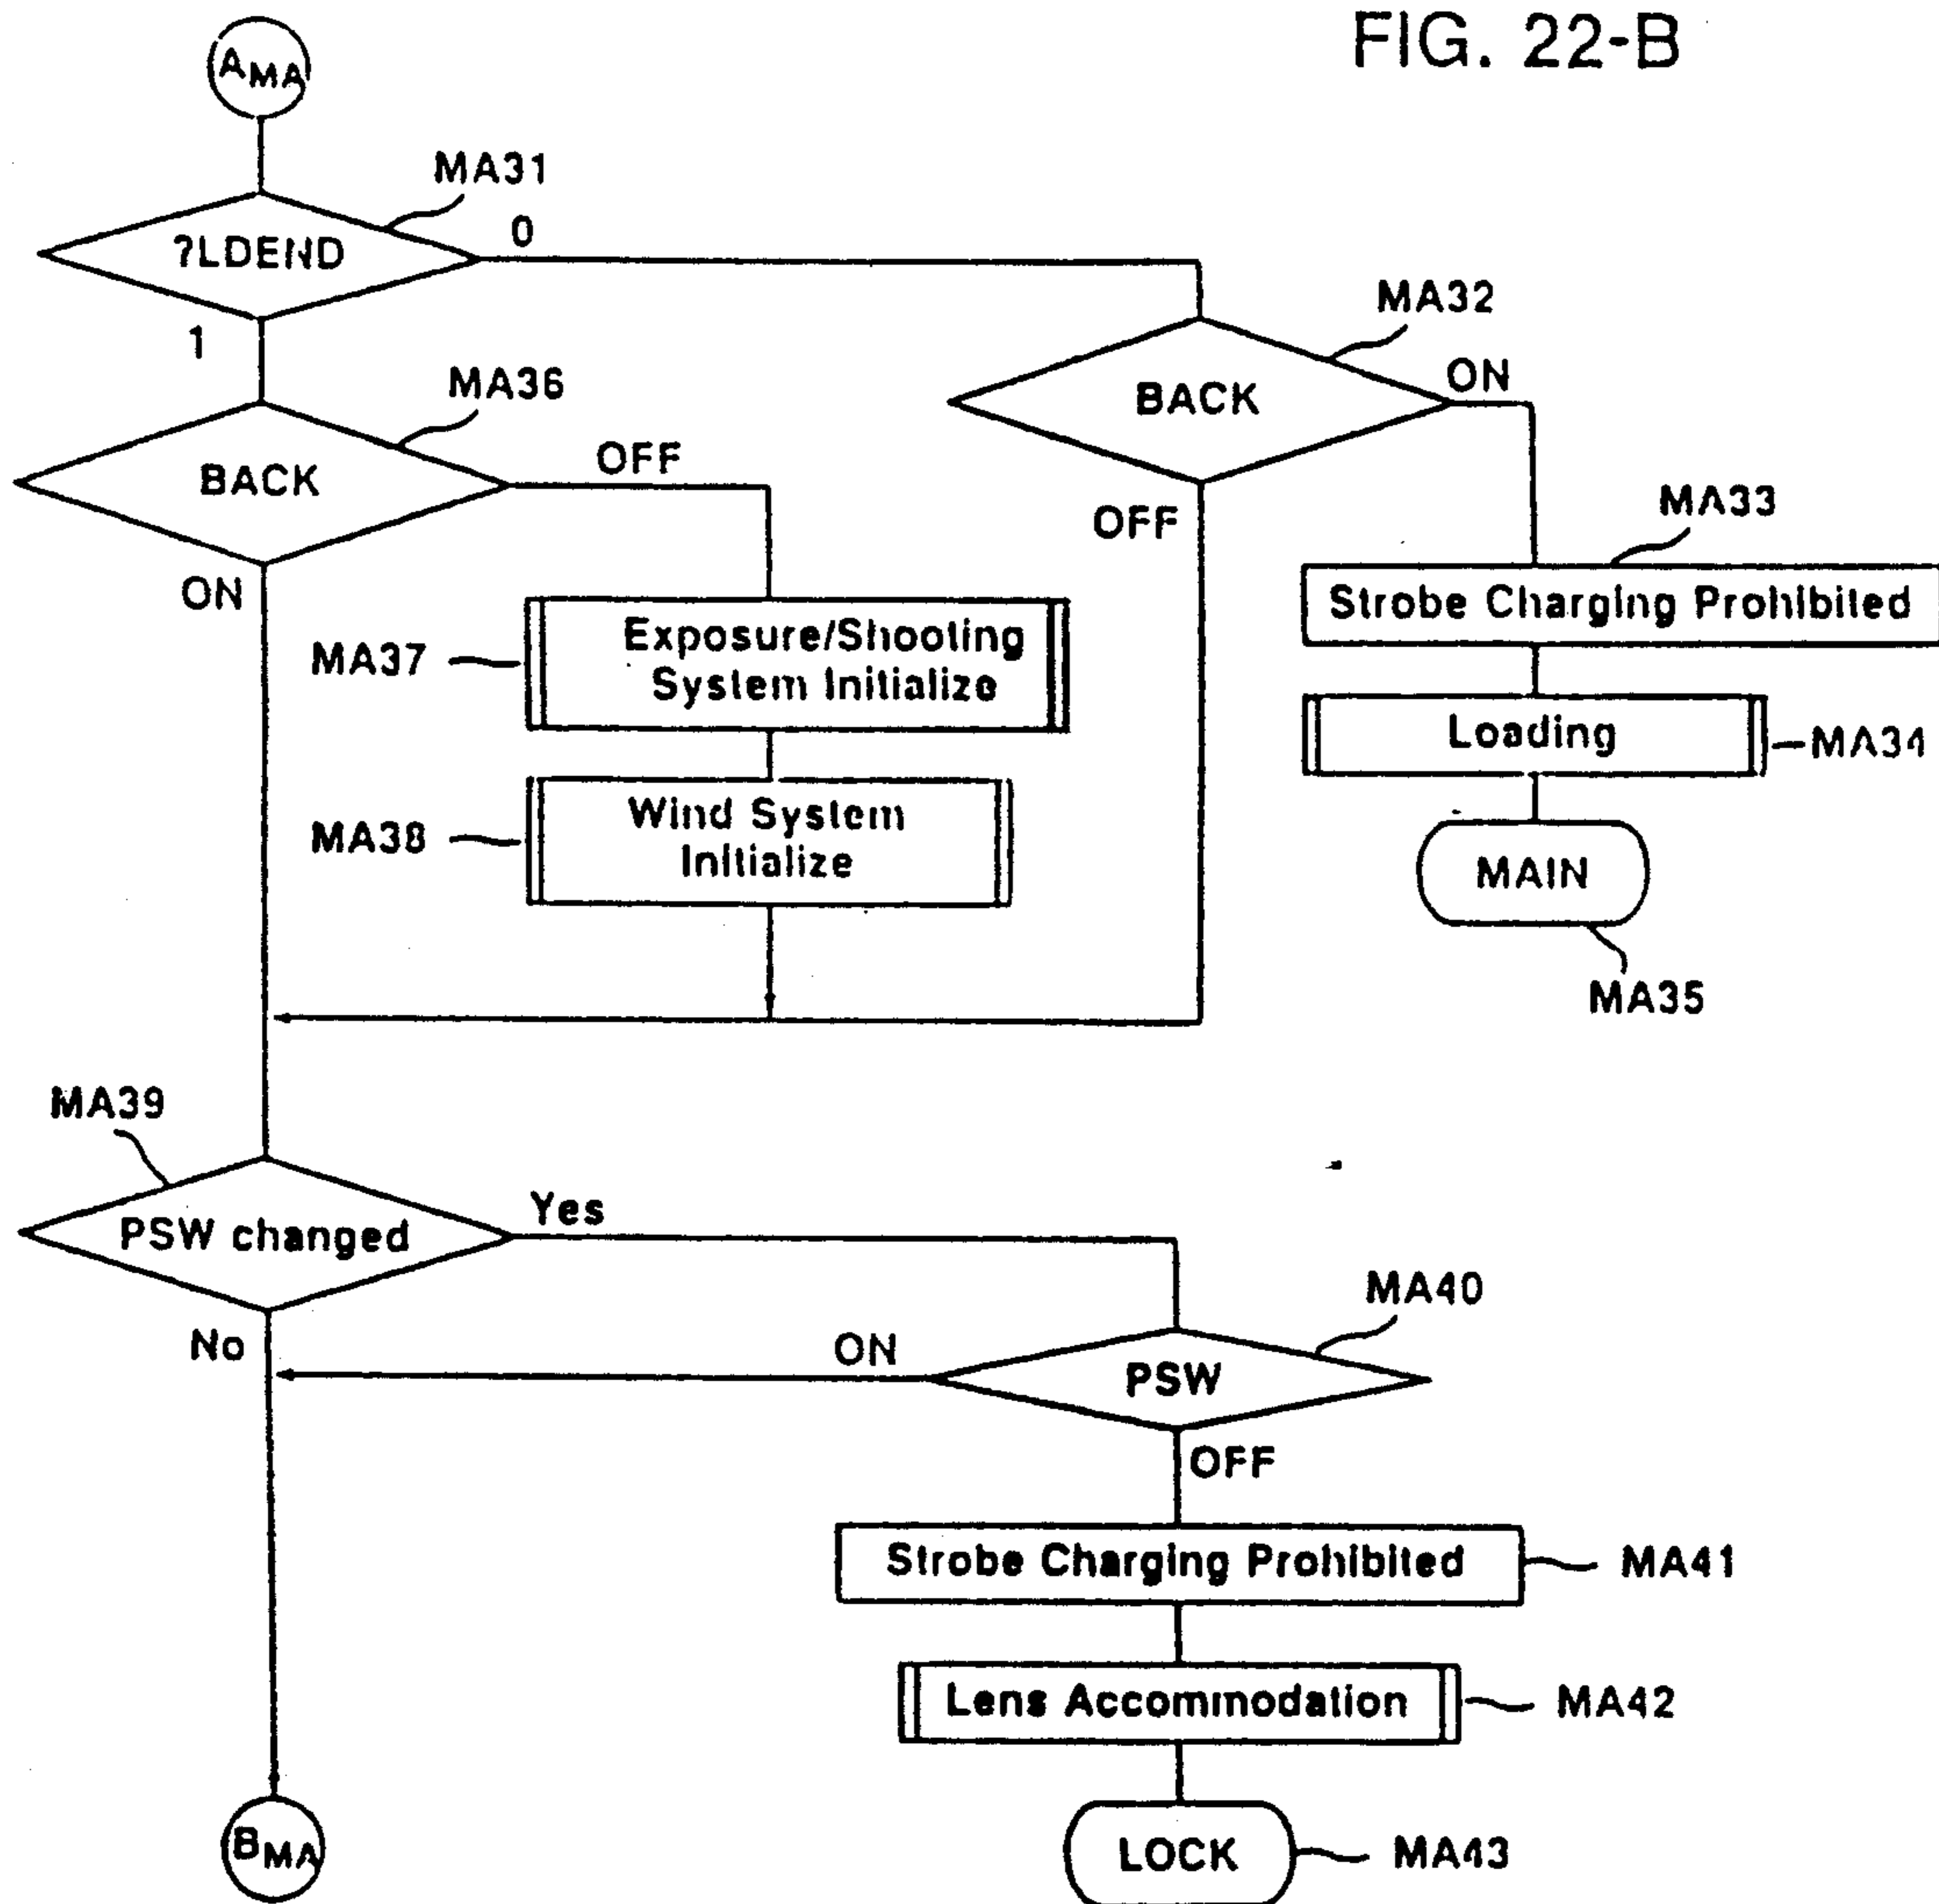 FIG. 22-B
AMA
MA31
?LDEND
0
1
MA32
BACK
ON
OFF
MA36
BACK
OFF
ON
MA33
Strobe Charging Prohibited
Loading
MA34
MAIN
MA35
MA37
Exposure/Shooting
System Initialize
MA38
Wind System
Initialize
MA39
PSW changed
Yes
No
MA40
PSW
ON
OFF
Strobe Charging Prohibited
MA41
Lens Accommodation
MA42
LOCK
MA43
BMA